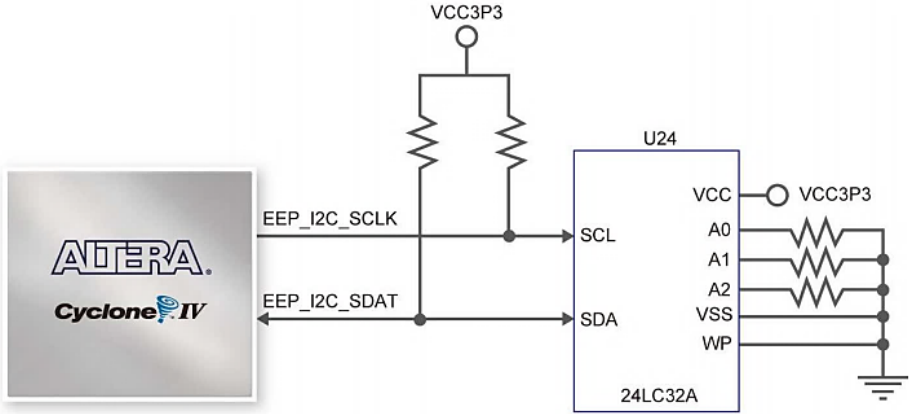 VCC3P3
U24
VCC
VCC3P3
EEP_I2C_SCLK
SCL
A0
A1
ALTERA.
A2
Cyclone IV
EEP_I2C_SDAT
SDA
VSS
WP
24LC32A